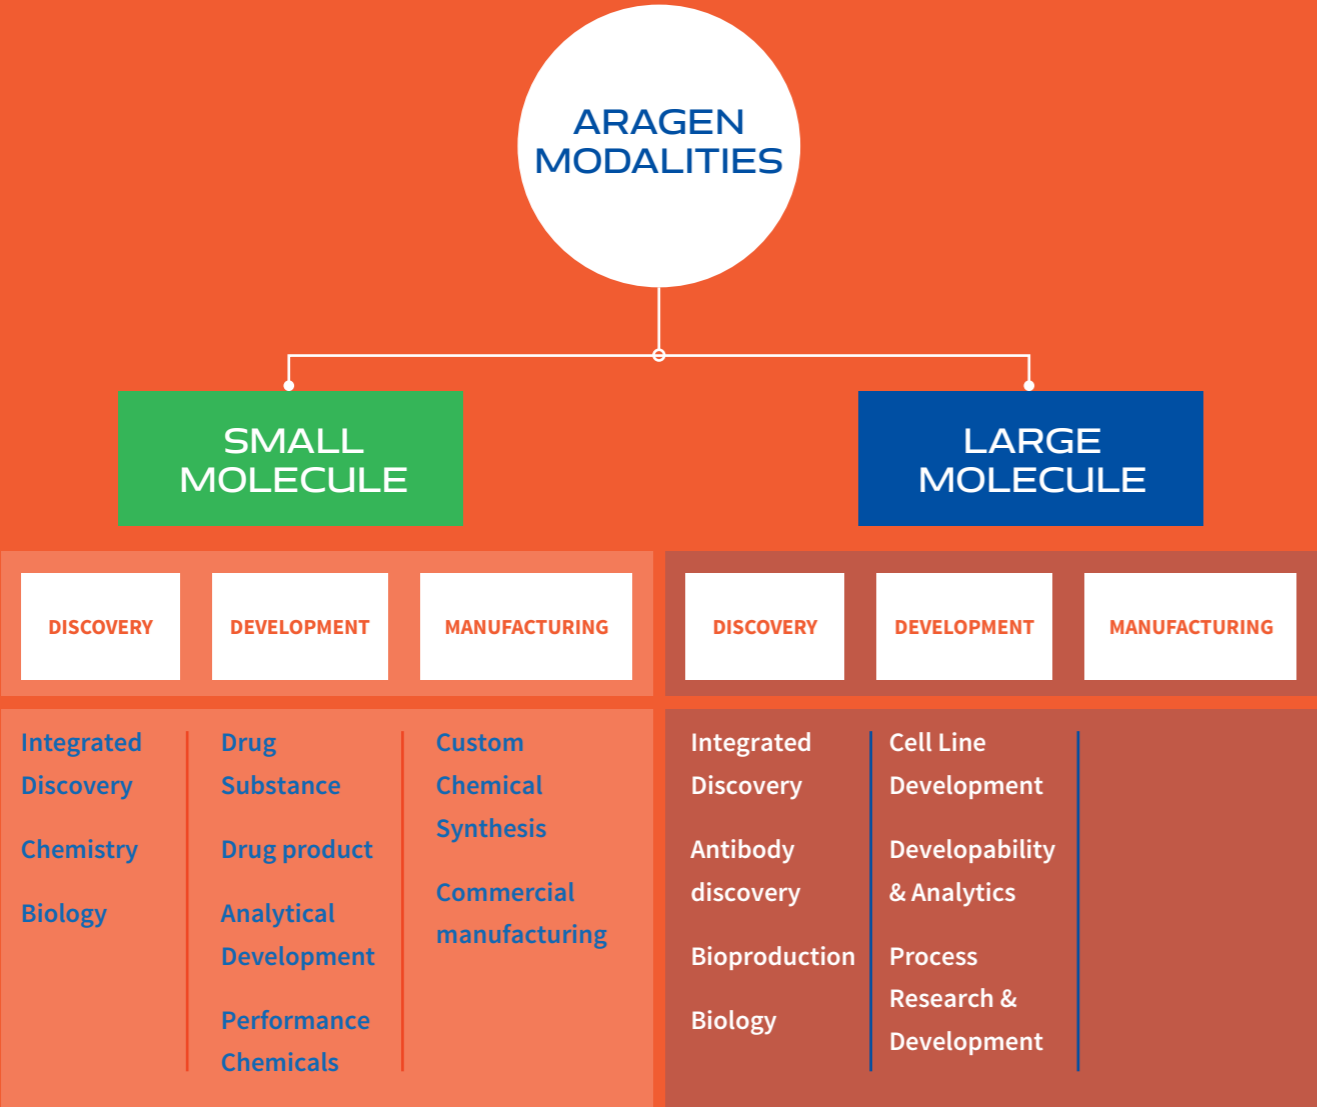 ARAGEN
MODALITIES
SMALL
MOLECULE
LARGE
MOLECULE
DISCOVERY
DEVELOPMENT
MANUFACTURING
DISCOVERY
DEVELOPMENT
MANUFACTURING
Integrated
Discovery
Chemistry
Biology
Drug
Substance
Drug product
Analytical
Development
Performance
Chemicals
Custom
Chemical
Synthesis
Commercial
manufacturing
Integrated
Discovery
Antibody
discovery
Bioproduction
Biology
Cell Line
Development
Developability
& Analytics
Process
Research &
Development